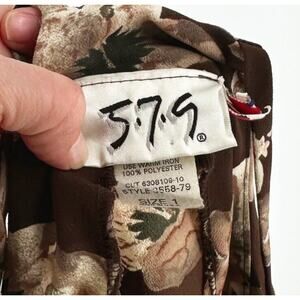 5·7·9
®
USE WARM IRON
100% POLYESTER
CUT 6308109-10
STYLE 3558-79
SIZE 1